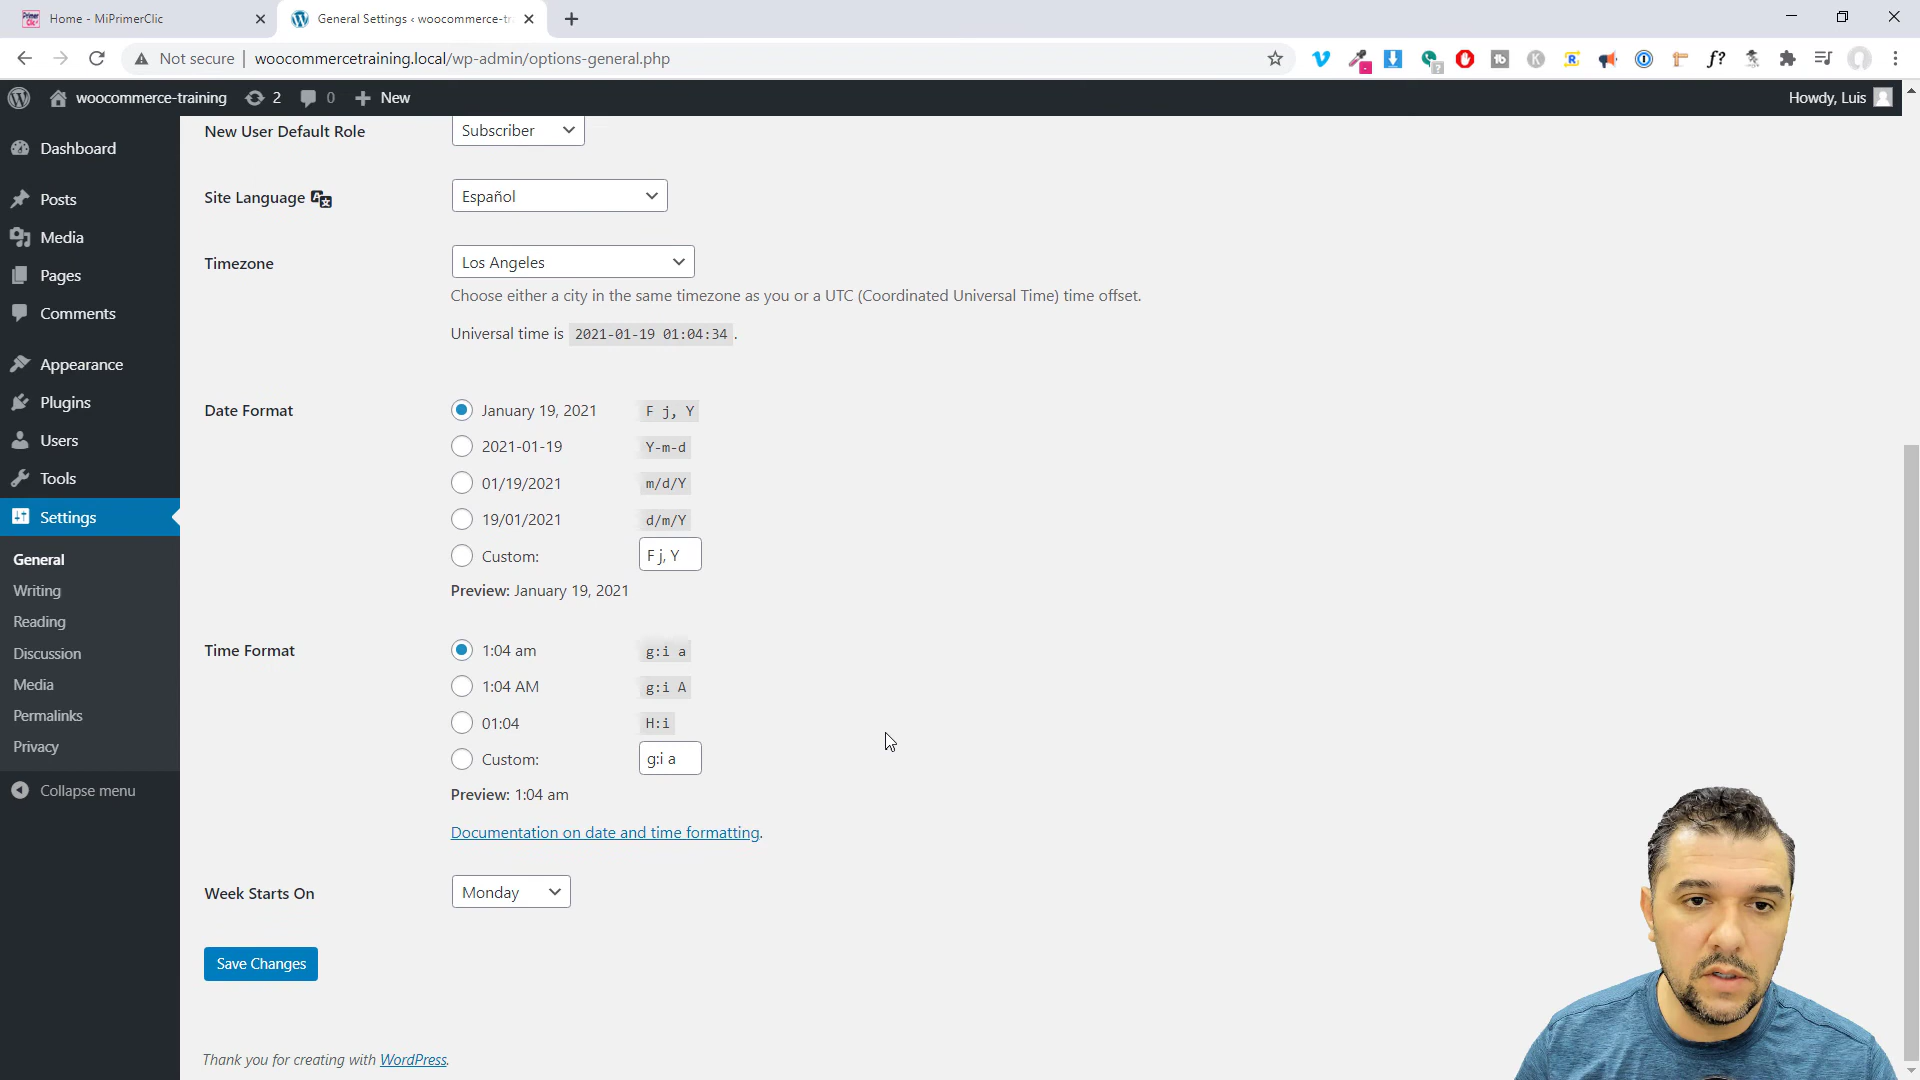 Home - MiPrimerClic
General Settings ‹ woocommerce-tr
Not secure woocommercetraining.local/wp-admin/options-general.php
woocommerce-training 2 0 New Howdy, Luis
Dashboard
Posts
Media
Pages
Comments
Appearance
Plugins
Users
Tools
Settings
General
Writing
Reading
Discussion
Media
Permalinks
Privacy
Collapse menu
New User Default Role Subscriber
Site Language Español
Timezone Los Angeles
Choose either a city in the same timezone as you or a UTC (Coordinated Universal Time) time offset.
Universal time is 2021-01-19 01:04:34 .
Date Format January 19, 2021 F j, Y
2021-01-19 Y-m-d
01/19/2021 m/d/Y
19/01/2021 d/m/Y
Custom: F j, Y
Preview: January 19, 2021
Time Format 1:04 am g:i a
1:04 AM g:i A
01:04 H:i
Custom: g:i a
Preview: 1:04 am
Documentation on date and time formatting.
Week Starts On Monday
Save Changes
Thank you for creating with WordPress.